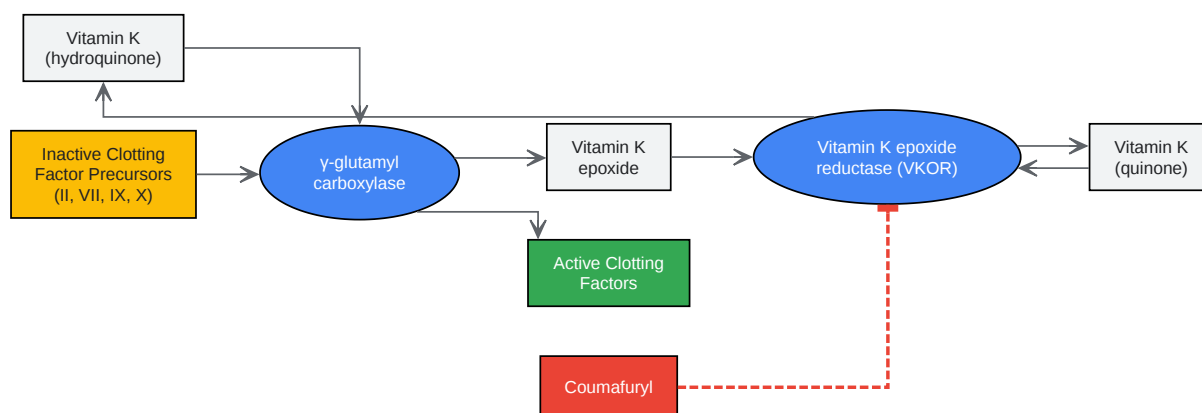 Vitamin K
(hydroquinone)
Inactive Clotting
Factor Precursors
(II, VII, IX, X)
γ-glutamyl
carboxylase
Vitamin K
epoxide
Vitamin K epoxide
reductase (VKOR)
Vitamin K
(quinone)
Active Clotting
Factors
Coumafuryl